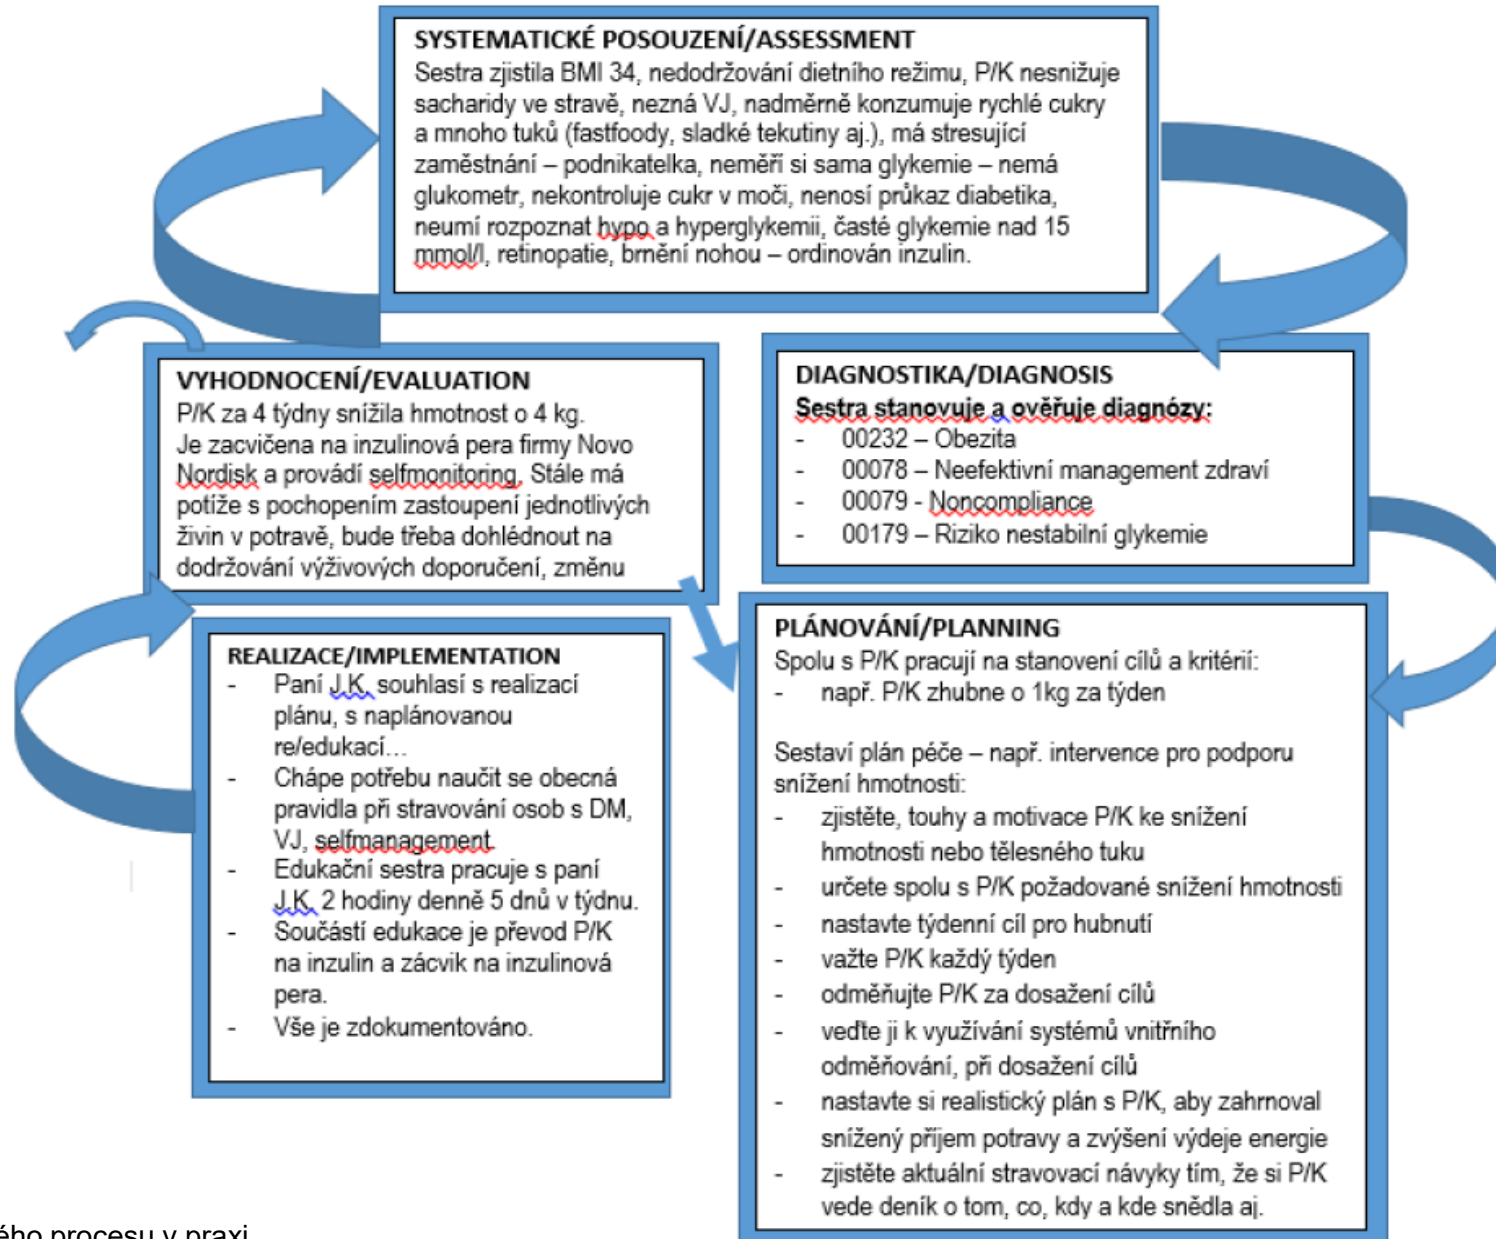 SYSTEMATICKÉ POSOUZENÍ/ASSESSMENT
Sestra zjistila BMI 34, nedodržování dietního režimu, P/K nesnižuje
sacharidy ve stravě, nezná VJ, nadměrně konzumuje rychlé cukry
a mnoho tuků (fastfoody, sladké tekutiny aj.), má stresující
zaměstnání – podnikatelka, neměří si sama glykemie – nemá
glukometr, nekontroluje cukr v moči, nenosí průkaz diabetika,
neumí rozpoznat hypo a hyperglykemii, časté glykemie nad 15
mmol/l, retinopatie, brnění nohou – ordinován inzulin.
DIAGNOSTIKA/DIAGNOSIS
Sestra stanovuje a ověřuje diagnózy:
- 00232 – Obezita
- 00078 – Neefektivní management zdraví
- 00079 - Noncompliance
- 00179 – Riziko nestabilní glykemie
PLÁNOVÁNÍ/PLANNING
Spolu s P/K pracují na stanovení cílů a kritérií:
- např. P/K zhubne o 1kg za týden
Sestaví plán péče – např. intervence pro podporu
snížení hmotnosti:
- zjistěte, touhy a motivace P/K ke snížení
hmotnosti nebo tělesného tuku
- určete spolu s P/K požadované snížení hmotnosti
- nastavte týdenní cíl pro hubnutí
- važte P/K každý týden
- odměňujte P/K za dosažení cílů
- veďte ji k využívání systémů vnitřního
odměňování, při dosažení cílů
- nastavte si realistický plán s P/K, aby zahrnoval
snížený příjem potravy a zvýšení výdeje energie
- zjistěte aktuální stravovací návyky tím, že si P/K
vede deník o tom, co, kdy a kde snědla aj.
REALIZACE/IMPLEMENTATION
- Paní J.K. souhlasí s realizací
plánu, s naplánovanou
re/edukací...
- Chápe potřebu naučit se obecná
pravidla při stravování osob s DM,
VJ, selfmanagement.
- Edukační sestra pracuje s paní
J.K. 2 hodiny denně 5 dnů v týdnu.
- Součástí edukace je převod P/K
na inzulin a zácvik na inzulinová
pera.
- Vše je zdokumentováno.
VYHODNOCENÍ/EVALUATION
P/K za 4 týdny snížila hmotnost o 4 kg.
Je zacvičena na inzulinová pera firmy Novo
Nordisk a provádí selfmonitoring. Stále má
potíže s pochopením zastoupení jednotlivých
živin v potravě, bude třeba dohlédnout na
dodržování výživových doporučení, změnu
ého procesu v praxi